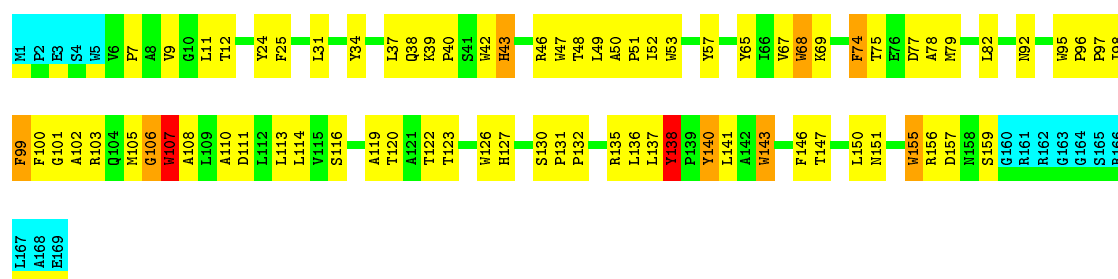 M1 P2 E3 S4 W5 V6 P7 A8 V9 G10 L11 T12 Y24 F25 L31 Y34 L37 Q38 K39 P40 S41 W42 H43 R46 W47 T48 L49 A50 P51 I52 W53 Y57 Y65 I66 V67 W68 K69 F74 T75 E76 D77 A78 M79 L82 N92 W95 P96 P97 I98
F99 F100 G101 A102 R103 Q104 M105 G106 W107 A108 L109 A110 D111 L112 L113 L114 V115 S116 A119 T120 A121 T122 T123 W126 H127 S130 P131 P132 R135 L136 L137 Y138 P139 Y140 L141 A142 W143 F146 T147 L150 N151 W155 R156 D157 N158 S159 G160 R161 R162 G163 G164 S165
L167 A168 E169